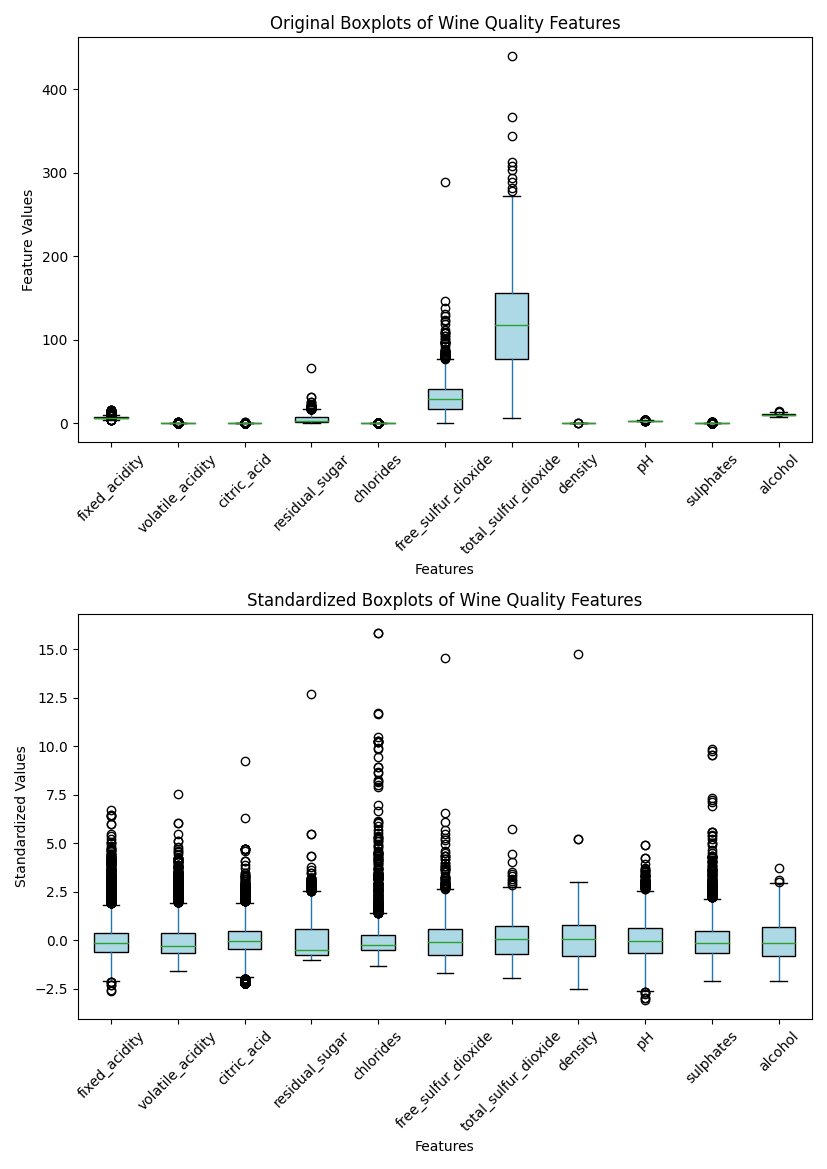 Original Boxplots of Wine Quality Features
Feature Values
400
300
200
100
0
fixed_acidity
volatile_acidity
citric_acid
residual_sugar
chlorides
free_sulfur_dioxide
total_sulfur_dioxide
density
pH
sulphates
alcohol
Features
Standardized Boxplots of Wine Quality Features
Standardized Values
15.0
12.5
10.0
7.5
5.0
2.5
0.0
−2.5
fixed_acidity
volatile_acidity
citric_acid
residual_sugar
chlorides
free_sulfur_dioxide
total_sulfur_dioxide
density
pH
sulphates
alcohol
Features